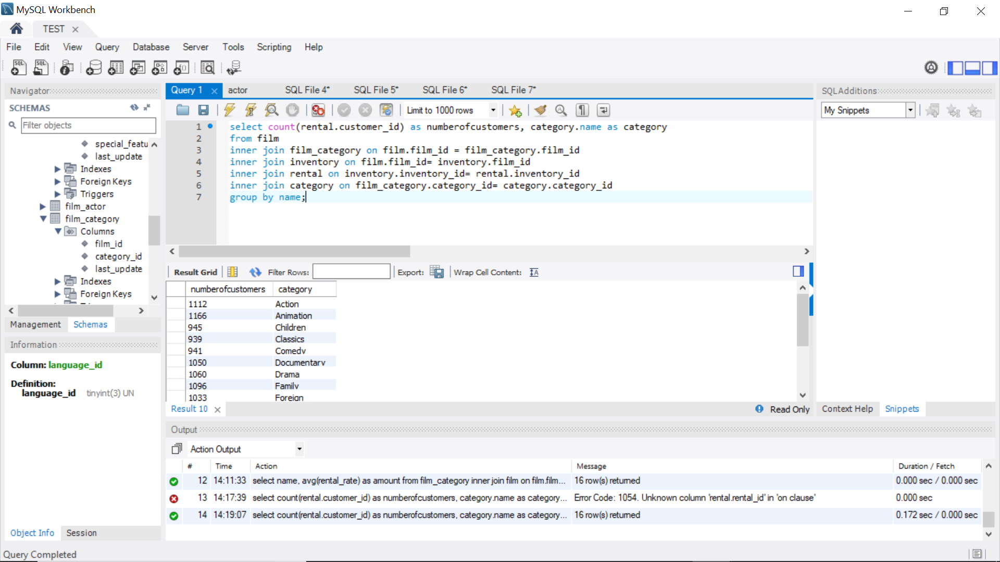 MySQL Workbench
TEST
File Edit View Query Database Server Tools Scripting Help
Navigator
SCHEMAS
Filter objects
special_featu
last_update
Indexes
Foreign Keys
Triggers
film_actor
film_category
Columns
film_id
category_id
last_update
Indexes
Foreign Keys
Management Schemas
Information
Column: language_id
Definition:
language_id tinyint(3) UN
Object Info Session
Query 1 actor SQL File 4* SQL File 5* SQL File 6* SQL File 7*
Limit to 1000 rows
1 select count(rental.customer_id) as numberofcustomers, category.name as category
2 from film
3 inner join film_category on film.film_id = film_category.film_id
4 inner join inventory on film.film_id= inventory.film_id
5 inner join rental on inventory.inventory_id= rental.inventory_id
6 inner join category on film_category.category_id= category.category_id
7 group by name;
Result Grid Filter Rows: Export: Wrap Cell Content:
numberofcustomers category
1112 Action
1166 Animation
945 Children
939 Classics
941 Comedy
1050 Documentary
1060 Drama
1096 Family
1033 Foreign
Result 10 Read Only
SQLAdditions
My Snippets
Context Help Snippets
Output
Action Output
# Time Action Message Duration / Fetch
12 14:11:33 select name, avg(rental_rate) as amount from film_category inner join film on film.film... 16 row(s) returned 0.000 sec / 0.000 sec
13 14:17:39 select count(rental.customer_id) as numberofcustomers, category.name as category... Error Code: 1054. Unknown column 'rental.rental_id' in 'on clause' 0.000 sec
14 14:19:07 select count(rental.customer_id) as numberofcustomers, category.name as category... 16 row(s) returned 0.172 sec / 0.000 sec
Query Completed